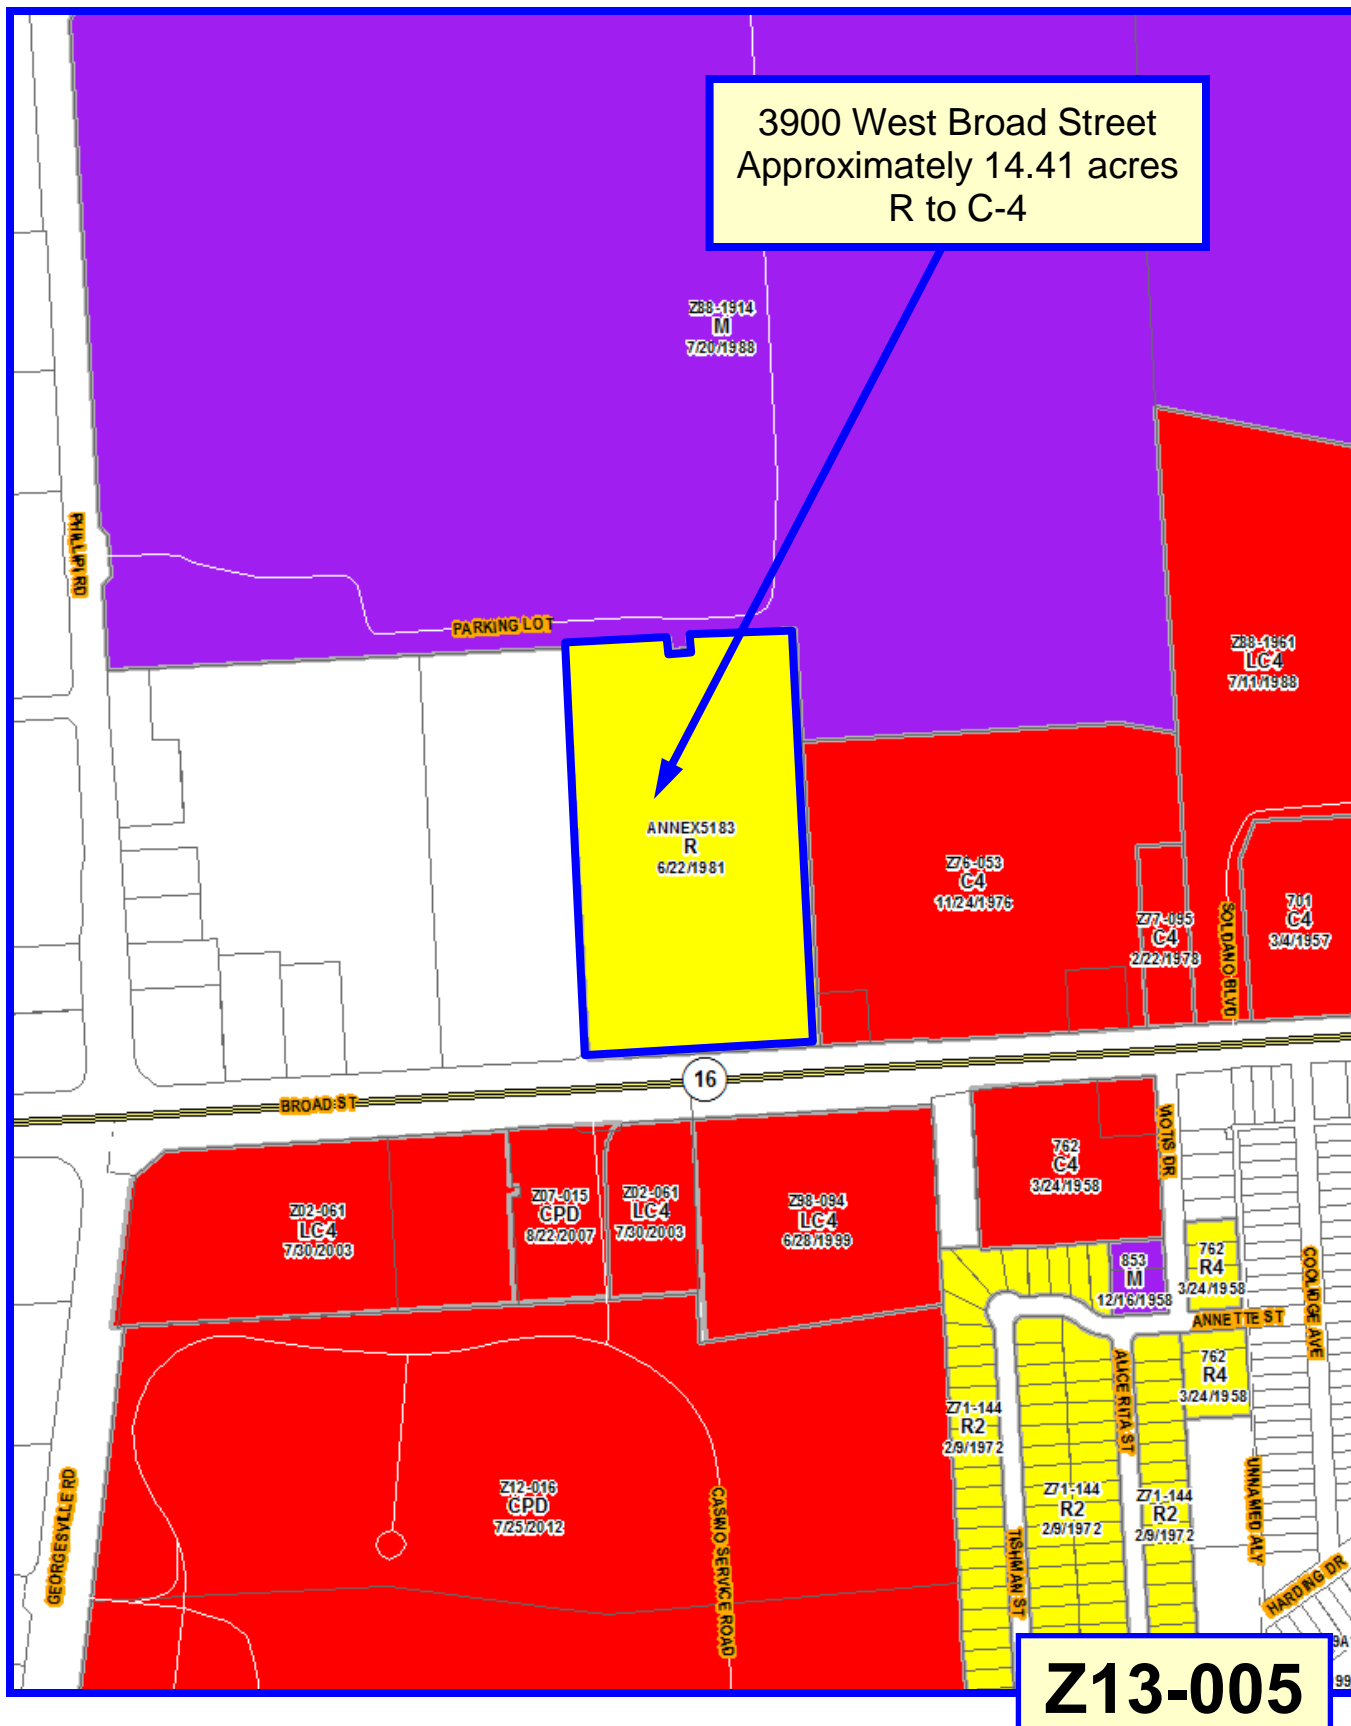 3900 West Broad Street
Approximately 14.41 acres
R to C-4
Z88-1914
M
7/20/1988
PHILLIPI RD
PARKING LOT
Z88-1961
LC4
7/11/1988
ANNEX5183
R
6/22/1981
Z76-053
C4
11/24/1976
Z77-095
C4
2/22/1978
SOLDANO BLVD
701
C4
3/4/1957
16
BROAD ST
Z02-061
LC4
7/30/2003
Z07-015
CPD
8/22/2007
Z02-061
LC4
7/30/2003
Z98-094
LC4
6/28/1999
762
C4
3/24/1958
WOTIS DR
853
M
12/16/1958
762
R4
3/24/1958
ANNETTE ST
COOLIDGE AVE
762
R4
3/24/1958
ALICE RITA ST
Z71-144
R2
2/9/1972
Z71-144
R2
2/9/1972
Z71-144
R2
2/9/1972
TISHMAN ST
UNNAMED ALY
HARDING DR
GEORGESVILLE RD
Z12-016
CPD
7/25/2012
CASINO SERVICE ROAD
Z13-005